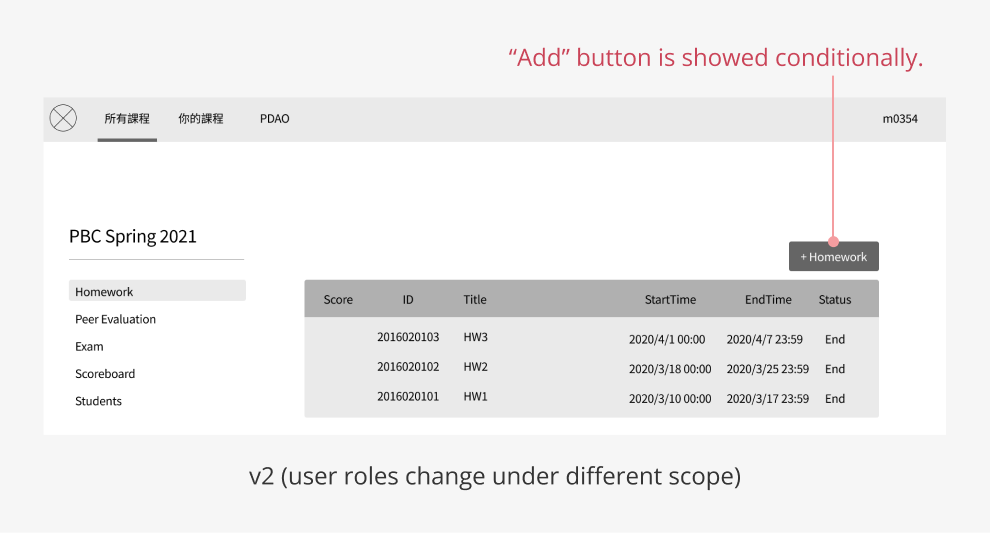 “Add” button is showed conditionally.
所有課程 你的課程 PDAO m0354
PBC Spring 2021
+ Homework
Homework
Peer Evaluation
Exam
Scoreboard
Students
Score ID Title StartTime EndTime Status
2016020103 HW3 2020/4/1 00:00 2020/4/7 23:59 End
2016020102 HW2 2020/3/18 00:00 2020/3/25 23:59 End
2016020101 HW1 2020/3/10 00:00 2020/3/17 23:59 End
v2 (user roles change under different scope)